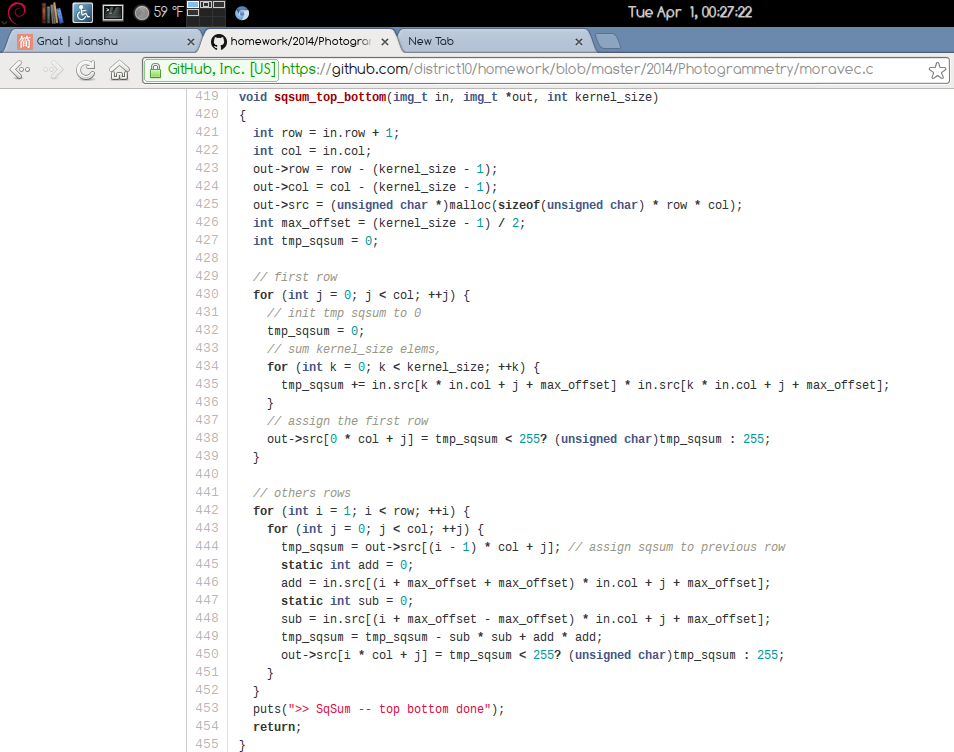 59 °F
Tue Apr 1, 00:27:22
Gnat | Jianshu
homework/2014/Photogra
New Tab
GitHub, Inc. [US] https://github.com/district10/homework/blob/master/2014/Photogrammetry/moravec.c
419 void sqsum_top_bottom(img_t in, img_t *out, int kernel_size)
420 {
421 int row = in.row + 1;
422 int col = in.col;
423 out->row = row - (kernel_size - 1);
424 out->col = col - (kernel_size - 1);
425 out->src = (unsigned char *)malloc(sizeof(unsigned char) * row * col);
426 int max_offset = (kernel_size - 1) / 2;
427 int tmp_sqsum = 0;
428
429 // first row
430 for (int j = 0; j < col; ++j) {
431 // init tmp sqsum to 0
432 tmp_sqsum = 0;
433 // sum kernel_size elems,
434 for (int k = 0; k < kernel_size; ++k) {
435 tmp_sqsum += in.src[k * in.col + j + max_offset] * in.src[k * in.col + j + max_offset];
436 }
437 // assign the first row
438 out->src[0 * col + j] = tmp_sqsum < 255? (unsigned char)tmp_sqsum : 255;
439 }
440
441 // others rows
442 for (int i = 1; i < row; ++i) {
443 for (int j = 0; j < col; ++j) {
444 tmp_sqsum = out->src[(i - 1) * col + j]; // assign sqsum to previous row
445 static int add = 0;
446 add = in.src[(i + max_offset + max_offset) * in.col + j + max_offset];
447 static int sub = 0;
448 sub = in.src[(i + max_offset - max_offset) * in.col + j + max_offset];
449 tmp_sqsum = tmp_sqsum - sub * sub + add * add;
450 out->src[i * col + j] = tmp_sqsum < 255? (unsigned char)tmp_sqsum : 255;
451 }
452 }
453 puts(">> SqSum -- top bottom done");
454 return;
455 }